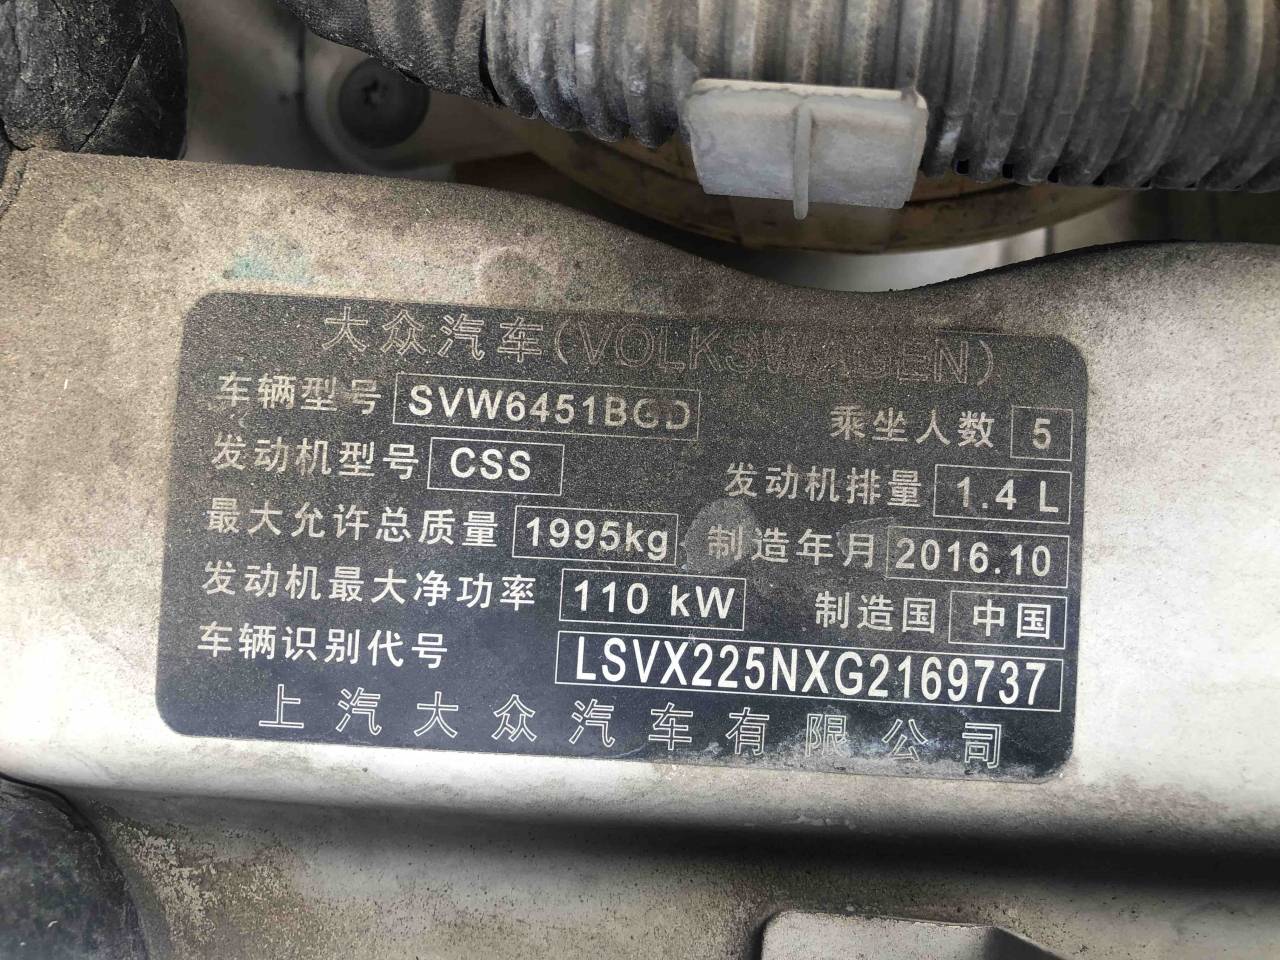 大众汽车(VOLKSWAGEN)
车辆型号 SVW6451BGD 乘坐人数 5
发动机型号 CSS 发动机排量 1.4 L
最大允许总质量 1995kg 制造年月 2016.10
发动机最大净功率 110 kW 制造国 中国
车辆识别代号 LSVX225NXG2169737
上汽大众汽车有限公司